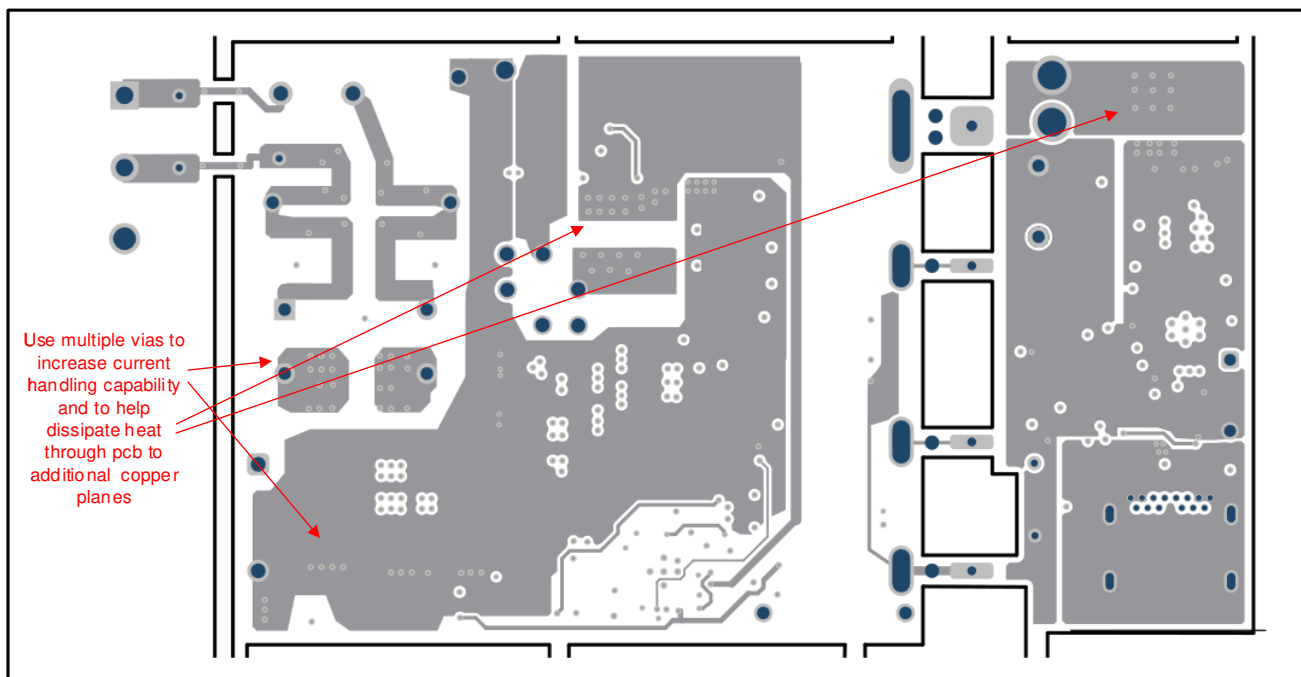 Use multiple vias to
increase current
handling capability
and to help
dissipate heat
through pcb to
additional copper
planes